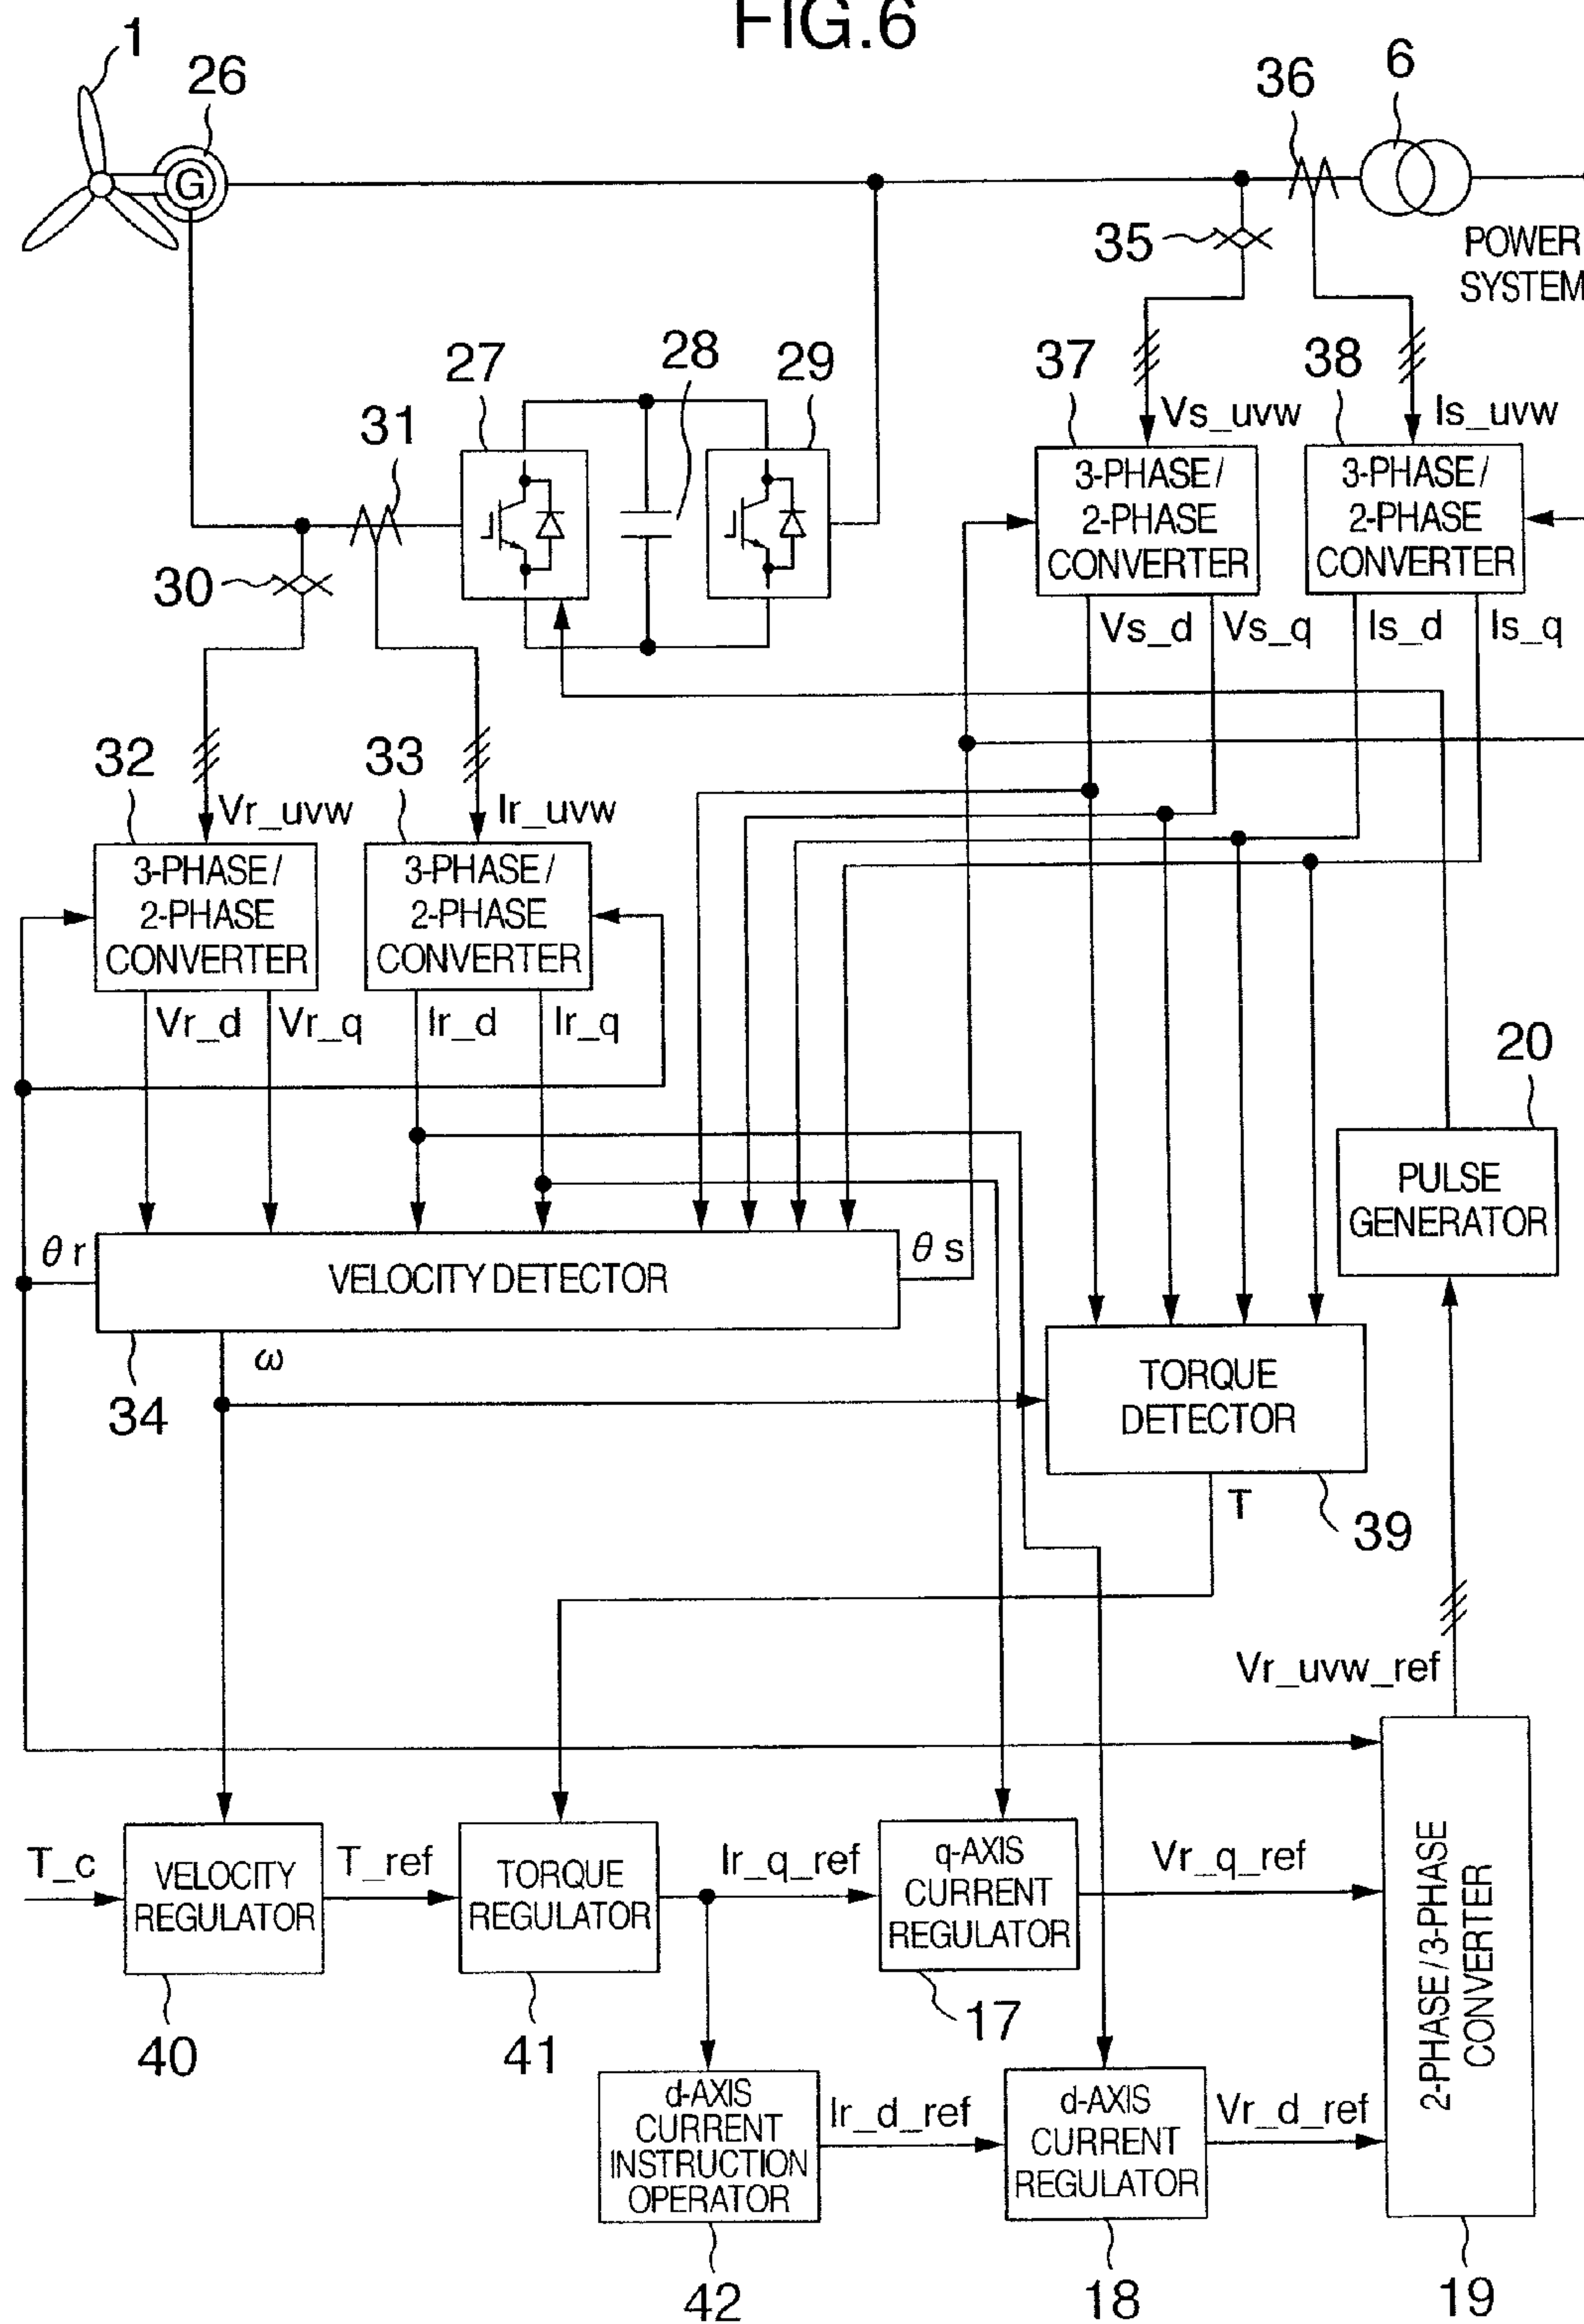 FIG.6
1
26
G
36
6
35
POWER
SYSTEM
27
28
29
37
38
31
Vs_uvw
Is_uvw
3-PHASE/
2-PHASE
CONVERTER
3-PHASE/
2-PHASE
CONVERTER
30
Vs_d
Vs_q
Is_d
Is_q
32
33
Vr_uvw
Ir_uvw
3-PHASE/
2-PHASE
CONVERTER
3-PHASE/
2-PHASE
CONVERTER
Vr_d
Vr_q
Ir_d
Ir_q
20
PULSE
GENERATOR
θ r
VELOCITY DETECTOR
θ s
34
ω
TORQUE
DETECTOR
T
39
Vr_uvw_ref
T_c
VELOCITY
REGULATOR
T_ref
TORQUE
REGULATOR
Ir_q_ref
q-AXIS
CURRENT
REGULATOR
Vr_q_ref
2-PHASE/3-PHASE
CONVERTER
40
41
17
d-AXIS
CURRENT
INSTRUCTION
OPERATOR
Ir_d_ref
d-AXIS
CURRENT
REGULATOR
Vr_d_ref
42
18
19